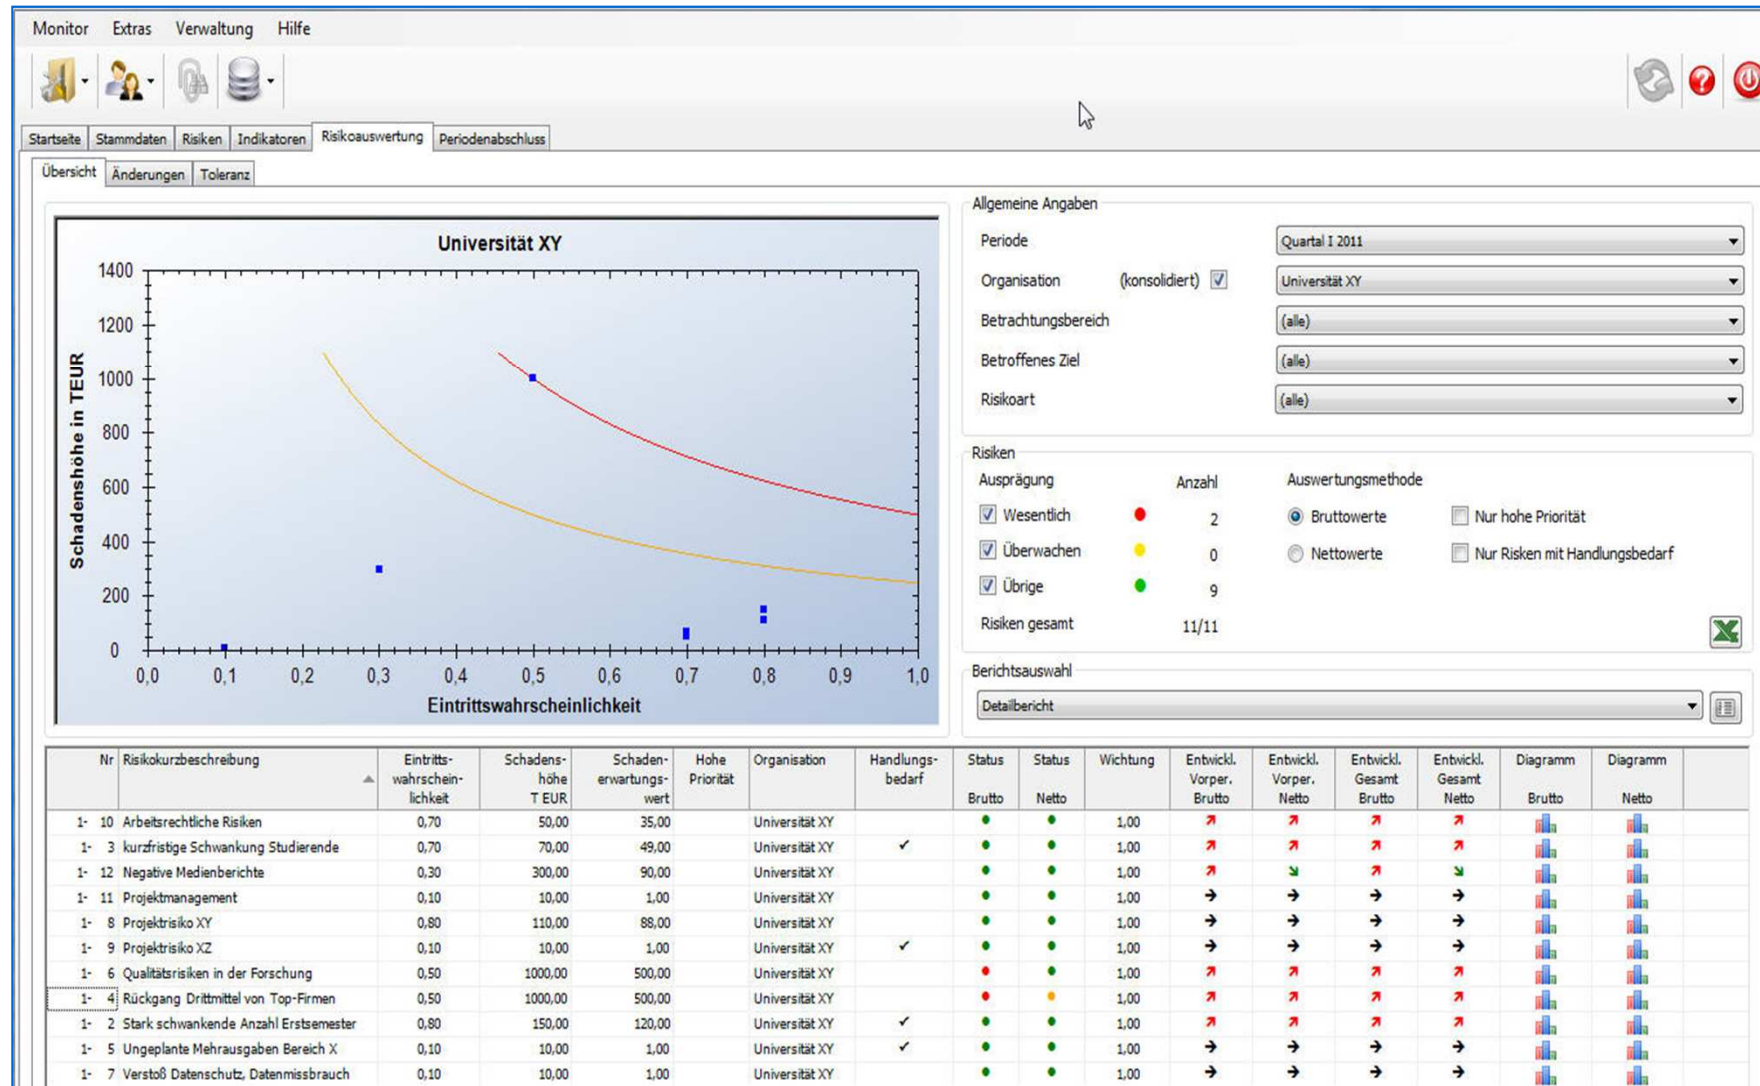 Monitor Extras Verwaltung Hilfe
Startseite Stammdaten Risiken Indikatoren Risikoauswertung Periodenabschluss
Übersicht Änderungen Toleranz
Universität XY
1400
1200
1000
800
600
400
200
0
Schadenshöhe in TEUR
0,0 0,1 0,2 0,3 0,4 0,5 0,6 0,7 0,8 0,9 1,0
Eintrittswahrscheinlichkeit
Allgemeine Angaben
Periode Quartal I 2011
Organisation (konsolidiert) Universität XY
Betrachtungsbereich (alle)
Betroffenes Ziel (alle)
Risikoart (alle)
Risiken
Ausprägung Anzahl Auswertungsmethode
Wesentlich 2 Bruttowerte Nur hohe Priorität
Überwachen 0 Nettowerte Nur Risken mit Handlungsbedarf
Übrige 9
Risiken gesamt 11/11
Berichtsauswahl
Detailbericht
Nr Risikokurzbeschreibung Eintritts- Schadens- Schaden- Hohe Organisation Handlungs- Status Status Wichtung Entwickl. Entwickl. Entwickl. Entwickl. Diagramm Diagramm
wahrschein- höhe erwartungs- Priorität bedarf Vorper. Vorper. Gesamt Gesamt
lichkeit T EUR wert Brutto Netto Brutto Netto Brutto Netto Brutto Netto
1- 10 Arbeitsrechtliche Risiken 0,70 50,00 35,00 Universität XY 1,00
1- 3 kurzfristige Schwankung Studierende 0,70 70,00 49,00 Universität XY ✓ 1,00
1- 12 Negative Medienberichte 0,30 300,00 90,00 Universität XY 1,00
1- 11 Projektmanagement 0,10 10,00 1,00 Universität XY 1,00
1- 8 Projektrisiko XY 0,80 110,00 88,00 Universität XY 1,00
1- 9 Projektrisiko XZ 0,10 10,00 1,00 Universität XY ✓ 1,00
1- 6 Qualitätsrisiken in der Forschung 0,50 1000,00 500,00 Universität XY 1,00
1- 4 Rückgang Drittmittel von Top-Firmen 0,50 1000,00 500,00 Universität XY 1,00
1- 2 Stark schwankende Anzahl Erstsemester 0,80 150,00 120,00 Universität XY ✓ 1,00
1- 5 Ungeplante Mehrausgaben Bereich X 0,10 10,00 1,00 Universität XY ✓ 1,00
1- 7 Verstoß Datenschutz, Datenmissbrauch 0,10 10,00 1,00 Universität XY 1,00